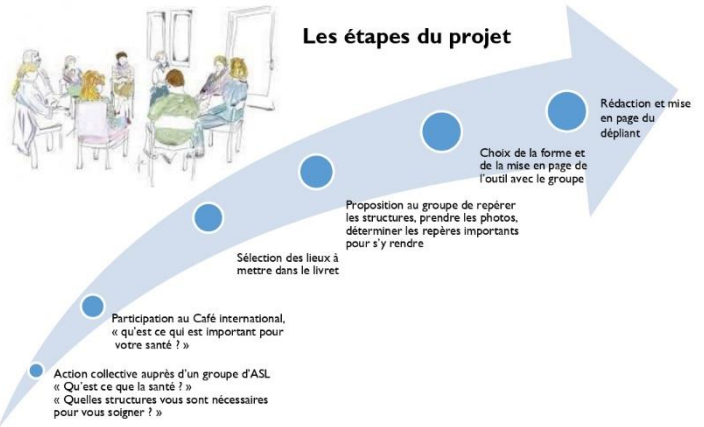 Les étapes du projet
Action collective auprès d'un groupe d'ASL
« Qu'est ce que la santé ? »
« Quelles structures vous sont nécessaires
pour vous soigner ? »
Participation au Café international,
« qu'est ce qui est important pour
votre santé ? »
Sélection des lieux à
mettre dans le livret
Proposition au groupe de repérer
les structures, prendre les photos,
déterminer les repères importants
pour s'y rendre
Choix de la forme et
de la mise en page de
l'outil avec le groupe
Rédaction et mise
en page du
dépliant